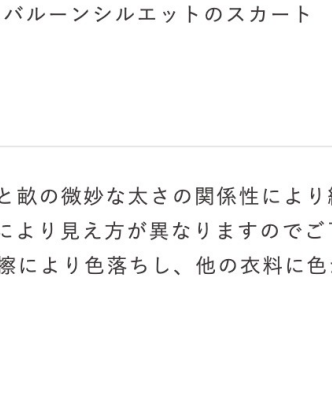 バルーンシルエットのスカート
と畝の微妙な太さの関係性により
により見え方が異なりますのでご
擦により色落ちし、他の衣料に色